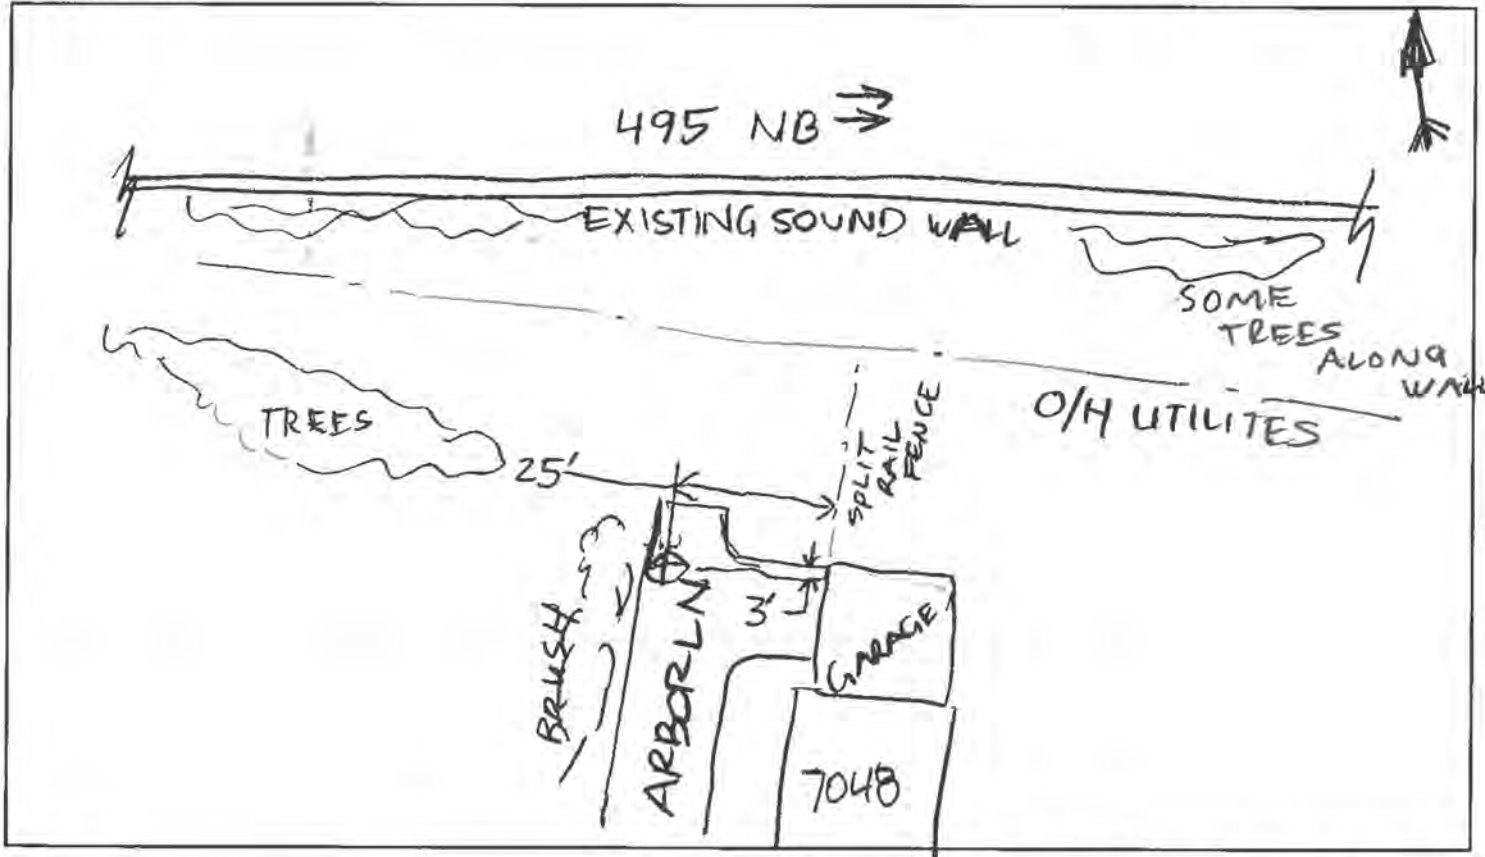 495 NB
EXISTING SOUND WALL
SOME
TREES
ALONG
WALL
O/H UTILITES
TREES
25'
SPLIT
RAIL
FENCE
BRUSH
ARBOR LN
3'
GARAGE
7048